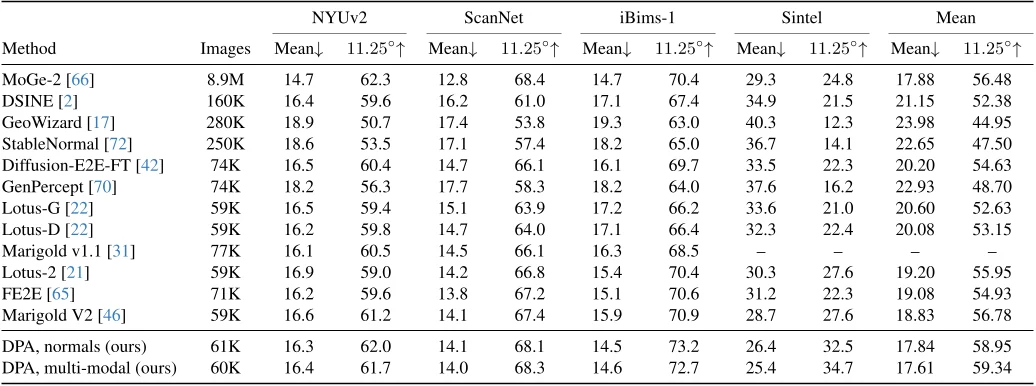 NYUv2 ScanNet iBims-1 Sintel Mean
Method Images Mean↓ 11.25°↑ Mean↓ 11.25°↑ Mean↓ 11.25°↑ Mean↓ 11.25°↑ Mean↓ 11.25°↑
MoGe-2 [66] 8.9M 14.7 62.3 12.8 68.4 14.7 70.4 29.3 24.8 17.88 56.48
DSINE [2] 160K 16.4 59.6 16.2 61.0 17.1 67.4 34.9 21.5 21.15 52.38
GeoWizard [17] 280K 18.9 50.7 17.4 53.8 19.3 63.0 40.3 12.3 23.98 44.95
StableNormal [72] 250K 18.6 53.5 17.1 57.4 18.2 65.0 36.7 14.1 22.65 47.50
Diffusion-E2E-FT [42] 74K 16.5 60.4 14.7 66.1 16.1 69.7 33.5 22.3 20.20 54.63
GenPercept [70] 74K 18.2 56.3 17.7 58.3 18.2 64.0 37.6 16.2 22.93 48.70
Lotus-G [22] 59K 16.5 59.4 15.1 63.9 17.2 66.2 33.6 21.0 20.60 52.63
Lotus-D [22] 59K 16.2 59.8 14.7 64.0 17.1 66.4 32.3 22.4 20.08 53.15
Marigold v1.1 [31] 77K 16.1 60.5 14.5 66.1 16.3 68.5 – – – –
Lotus-2 [21] 59K 16.9 59.0 14.2 66.8 15.4 70.4 30.3 27.6 19.20 55.95
FE2E [65] 71K 16.2 59.6 13.8 67.2 15.1 70.6 31.2 22.3 19.08 54.93
Marigold V2 [46] 59K 16.6 61.2 14.1 67.4 15.9 70.9 28.7 27.6 18.83 56.78
DPA, normals (ours) 61K 16.3 62.0 14.1 68.1 14.5 73.2 26.4 32.5 17.84 58.95
DPA, multi-modal (ours) 60K 16.4 61.7 14.0 68.3 14.6 72.7 25.4 34.7 17.61 59.34